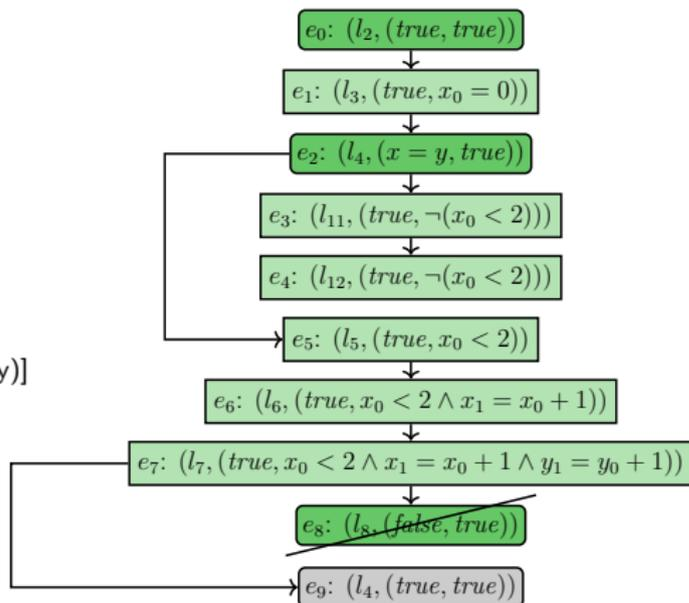 e₀: (l₂, (true, true))
e₁: (l₃, (true, x₀ = 0))
e₂: (l₄, (x = y, true))
e₃: (l₁₁, (true, ¬(x₀ < 2)))
e₄: (l₁₂, (true, ¬(x₀ < 2)))
e₅: (l₅, (true, x₀ < 2))
y)]
e₆: (l₆, (true, x₀ < 2 ∧ x₁ = x₀ + 1))
e₇: (l₇, (true, x₀ < 2 ∧ x₁ = x₀ + 1 ∧ y₁ = y₀ + 1))
e₈: (l₈, (false, true))
e₉: (l₄, (true, true))